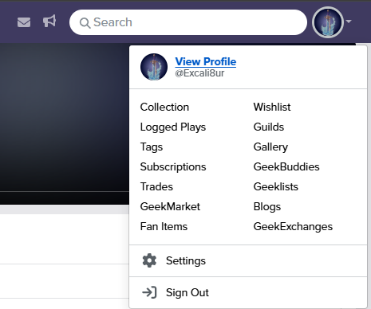 Search
View Profile
@Excali8ur
Collection Wishlist
Logged Plays Guilds
Tags Gallery
Subscriptions GeekBuddies
Trades Geeklists
GeekMarket Blogs
Fan Items GeekExchanges
Settings
Sign Out